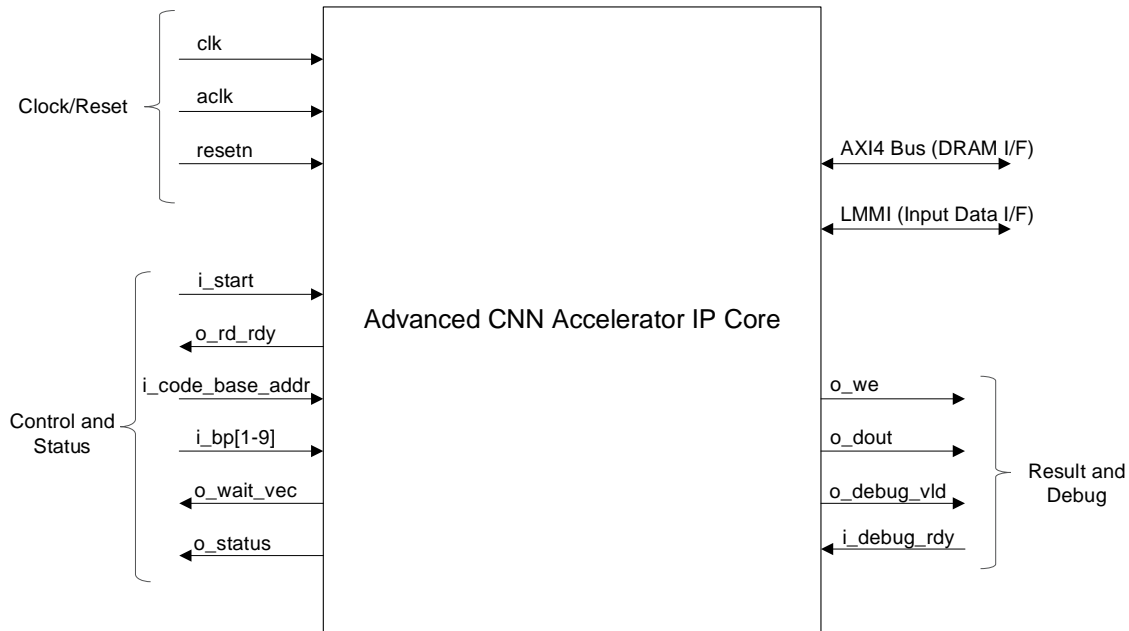 clk
aclk
Clock/Reset
resetn
AXI4 Bus (DRAM I/F)
LMMI (Input Data I/F)
i_start
o_rd_rdy
Advanced CNN Accelerator IP Core
i_code_base_addr
Control and
Status
i_bp[1-9]
o_wait_vec
o_status
o_we
o_dout
o_debug_vld
i_debug_rdy
Result and
Debug